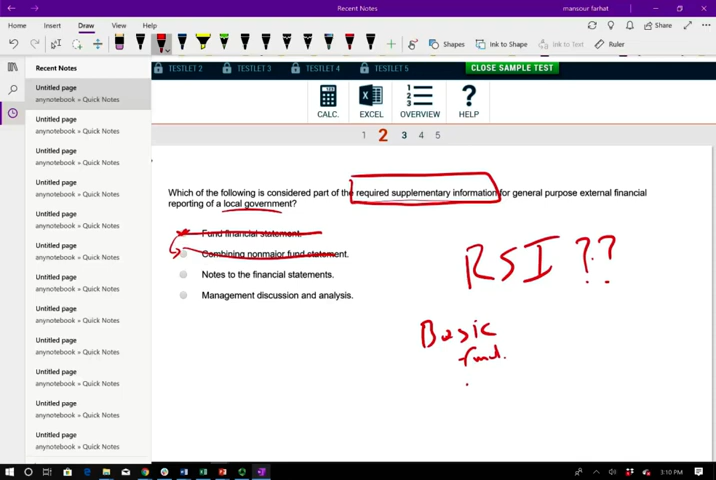 Recent Notes
mansour farhat
Home Insert Draw View Help
Share
Shapes Ink to Shape Ink to Text Ruler
Recent Notes
Untitled page
anynotebook » Quick Notes
Untitled page
anynotebook » Quick Notes
Untitled page
anynotebook » Quick Notes
Untitled page
anynotebook » Quick Notes
Untitled page
anynotebook » Quick Notes
Untitled page
anynotebook » Quick Notes
Untitled page
anynotebook » Quick Notes
Untitled page
anynotebook » Quick Notes
Untitled page
anynotebook » Quick Notes
Untitled page
anynotebook » Quick Notes
Untitled page
anynotebook » Quick Notes
Untitled page
anynotebook » Quick Notes
TESTLET 2 TESTLET 3 TESTLET 4 TESTLET 5 CLOSE SAMPLE TEST
CALC. EXCEL OVERVIEW HELP
1 2 3 4 5
Which of the following is considered part of the required supplementary information for general purpose external financial
reporting of a local government?
Fund financial statement.
Combining nonmajor fund statement.
Notes to the financial statements.
Management discussion and analysis.
RSI ??
Basic
fund.
3:10 PM